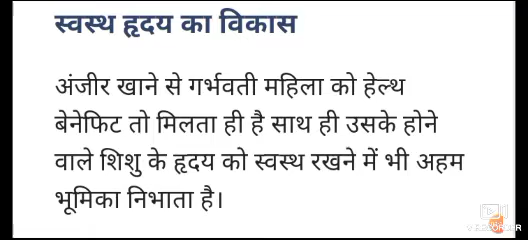 स्वस्थ हृदय का विकास
अंजीर खाने से गर्भवती महिला को हेल्थ
बेनेफिट तो मिलता ही है साथ ही उसके होने
वाले शिशु के हृदय को स्वस्थ रखने में भी अहम
भूमिका निभाता है।